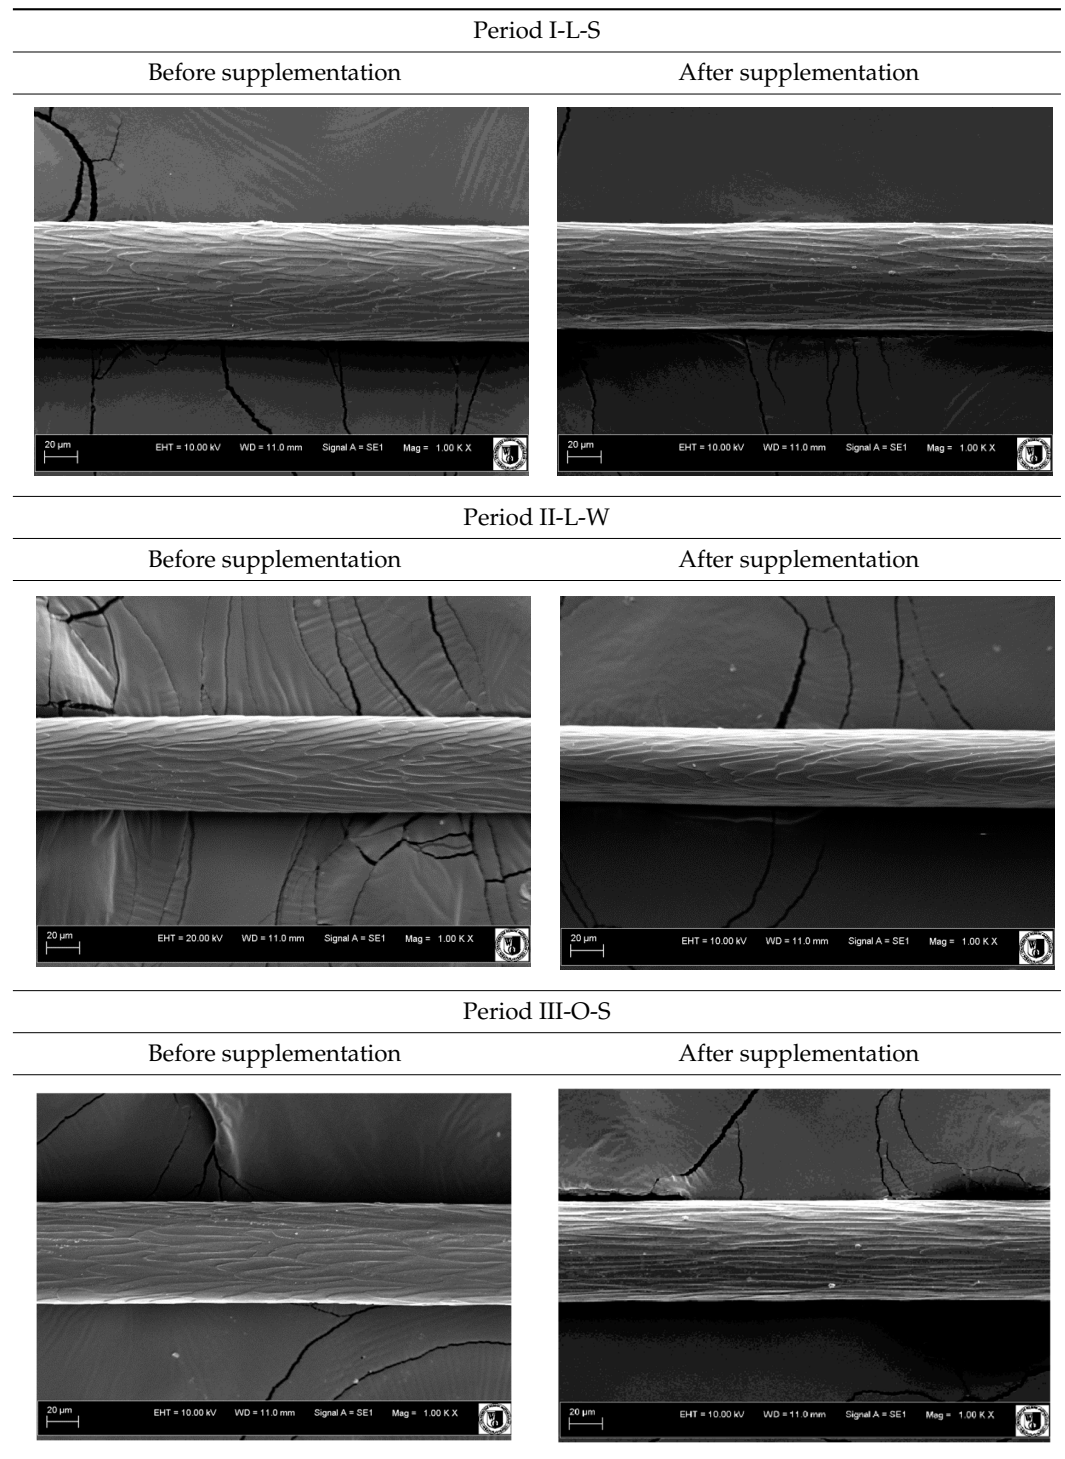 Period I-L-S
Before supplementation After supplementation
20 µm EHT = 10.00 kV WD = 11.0 mm Signal A = SE1 Mag = 1.00 K X
20 µm EHT = 10.00 kV WD = 11.0 mm Signal A = SE1 Mag = 1.00 K X
Period II-L-W
Before supplementation After supplementation
20 µm EHT = 20.00 kV WD = 11.0 mm Signal A = SE1 Mag = 1.00 K X
20 µm EHT = 10.00 kV WD = 11.0 mm Signal A = SE1 Mag = 1.00 K X
Period III-O-S
Before supplementation After supplementation
20 µm EHT = 10.00 kV WD = 11.0 mm Signal A = SE1 Mag = 1.00 K X
20 µm EHT = 10.00 kV WD = 11.0 mm Signal A = SE1 Mag = 1.00 K X